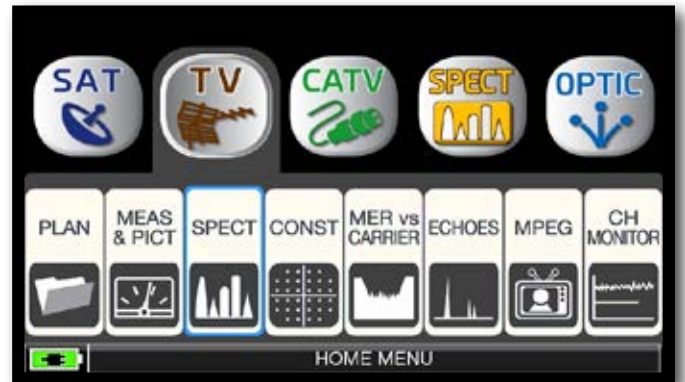 SAT
TV
CATV
SPECT
OPTIC
PLAN
MEAS
& PICT
SPECT
CONST
MER vs
CARRIER
ECHOES
MPEG
CH
MONITOR
HOME MENU